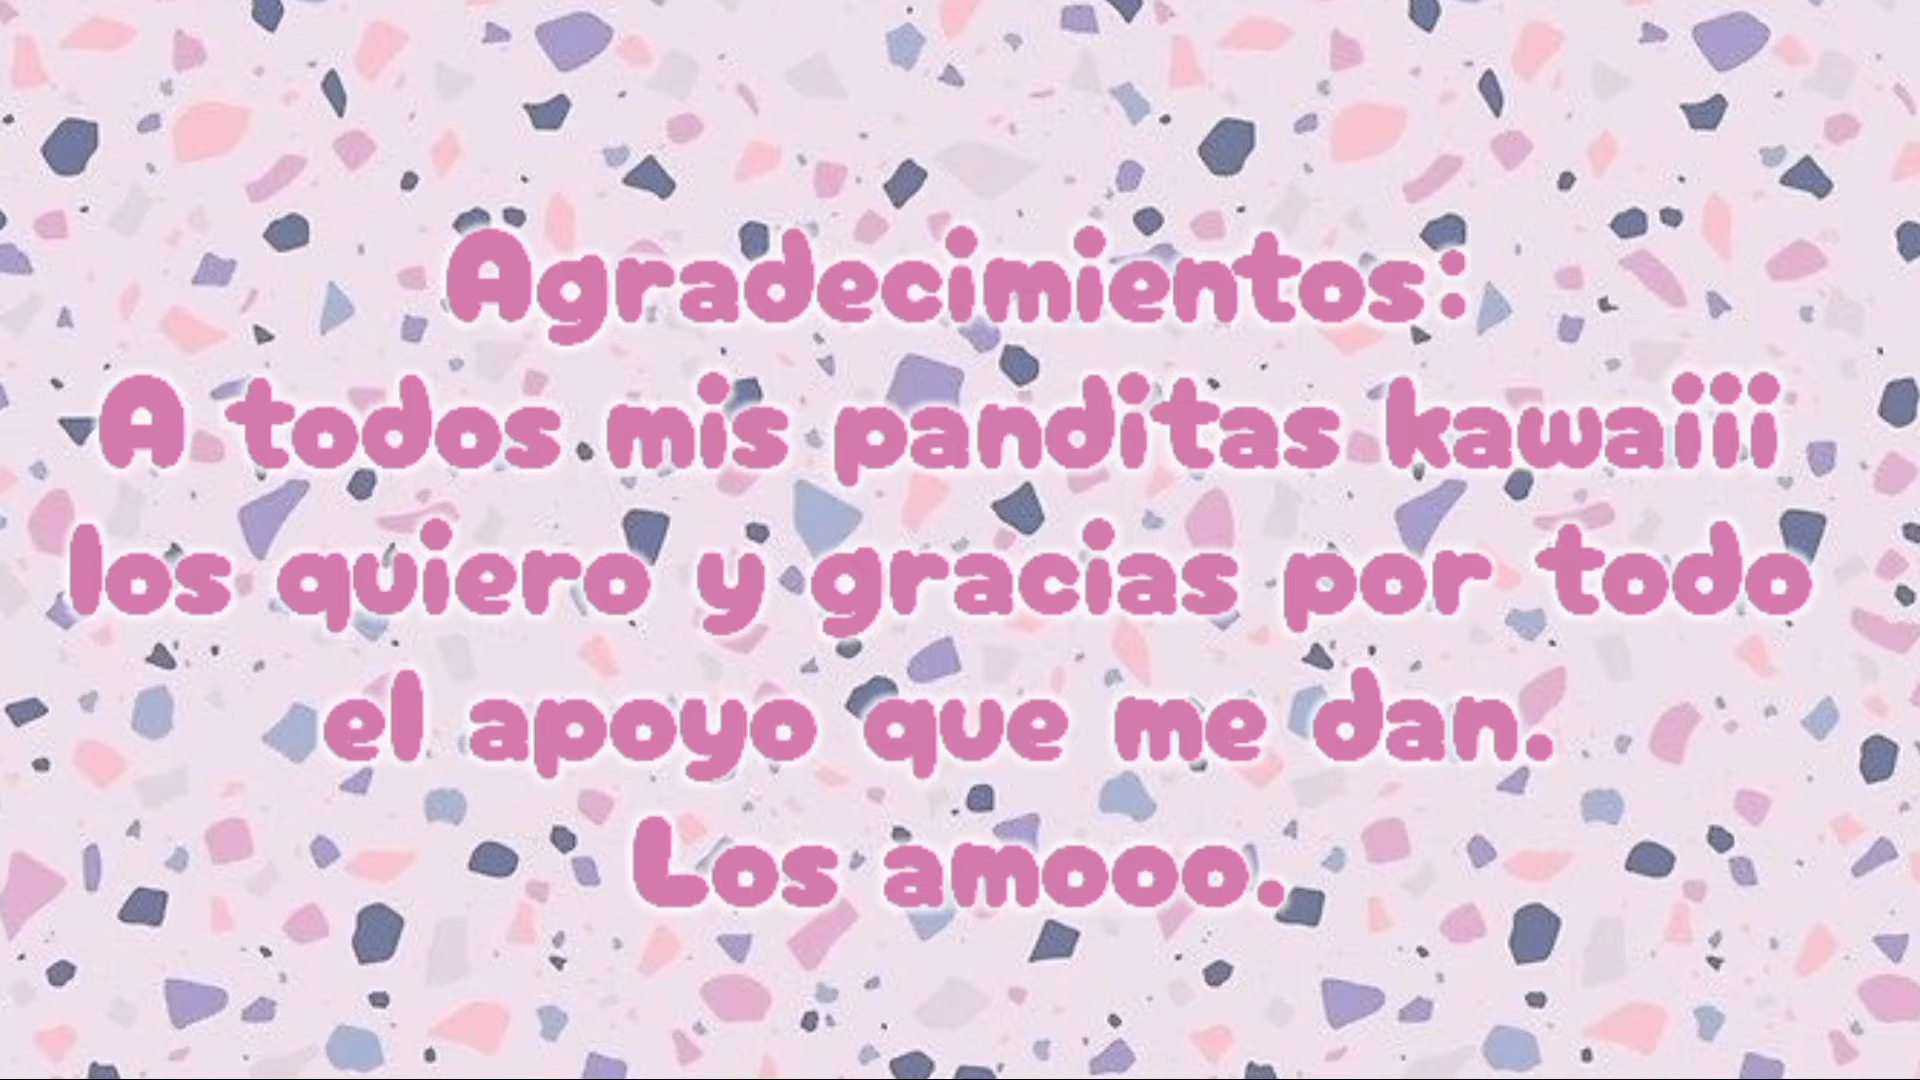 Agradecimientos:
A todos mis panditas kawaiii
los quiero y gracias por todo
el apoyo que me dan.
Los amooo.